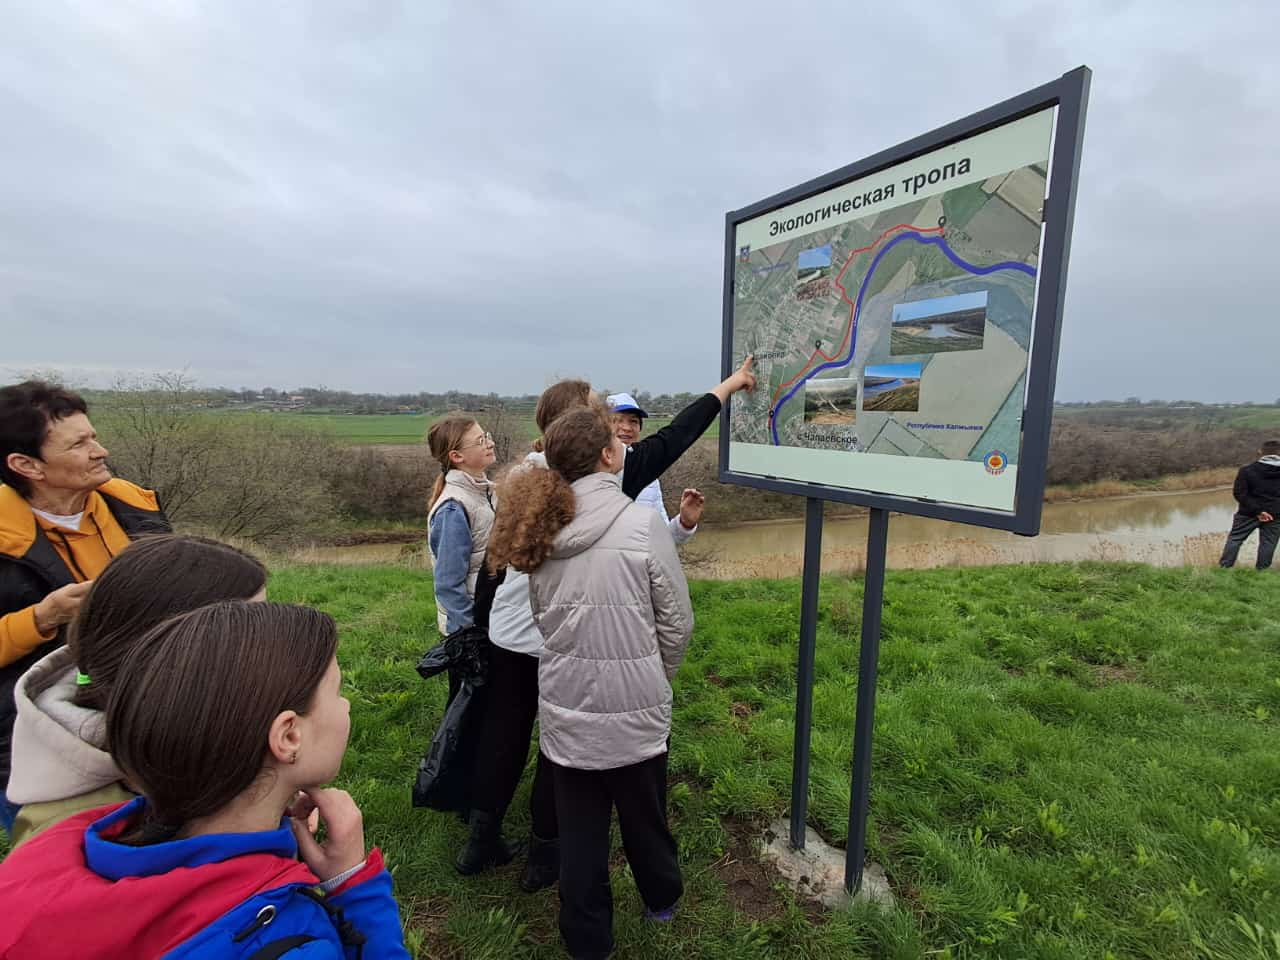 Экологическая тропа
с. Чапаевское
Республика Калмыкия